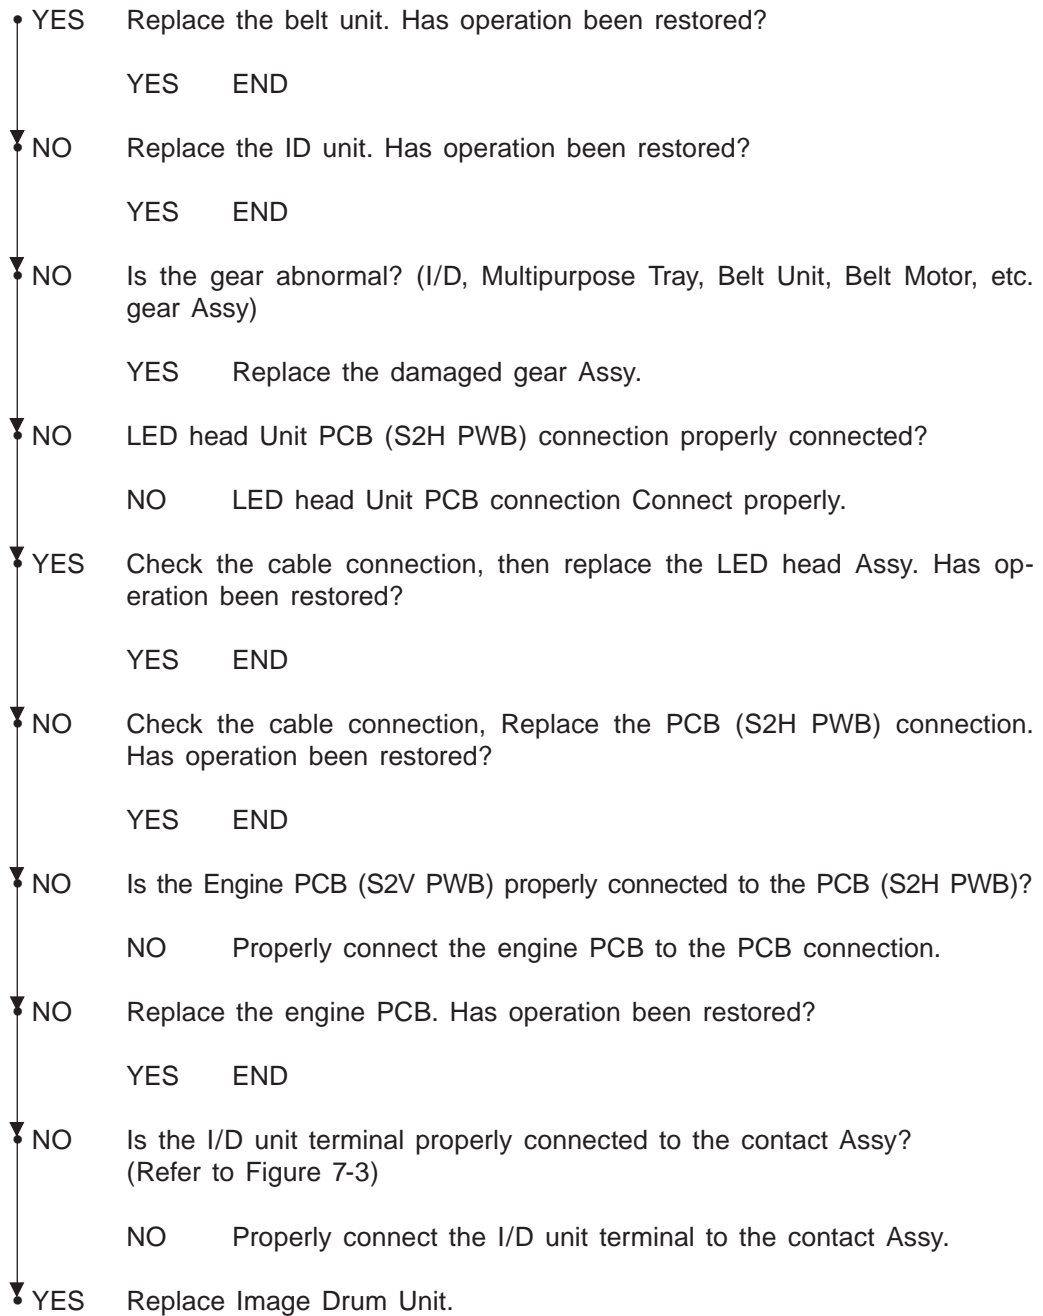 YES Replace the belt unit. Has operation been restored?
YES END
NO Replace the ID unit. Has operation been restored?
YES END
NO Is the gear abnormal? (I/D, Multipurpose Tray, Belt Unit, Belt Motor, etc.
gear Assy)
YES Replace the damaged gear Assy.
NO LED head Unit PCB (S2H PWB) connection properly connected?
NO LED head Unit PCB connection Connect properly.
YES Check the cable connection, then replace the LED head Assy. Has op-
eration been restored?
YES END
NO Check the cable connection, Replace the PCB (S2H PWB) connection.
Has operation been restored?
YES END
NO Is the Engine PCB (S2V PWB) properly connected to the PCB (S2H PWB)?
NO Properly connect the engine PCB to the PCB connection.
NO Replace the engine PCB. Has operation been restored?
YES END
NO Is the I/D unit terminal properly connected to the contact Assy?
(Refer to Figure 7-3)
NO Properly connect the I/D unit terminal to the contact Assy.
YES Replace Image Drum Unit.